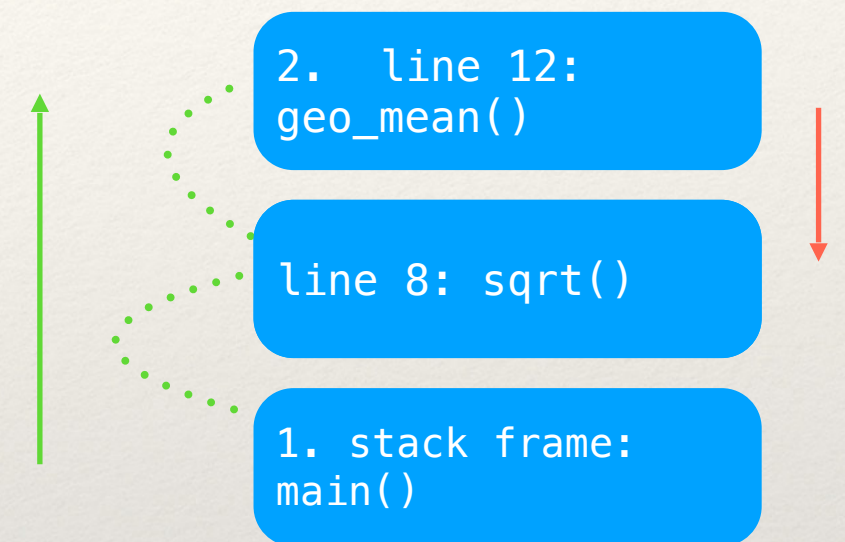 2.  line 12:
geo_mean()
line 8: sqrt()
1. stack frame:
main()